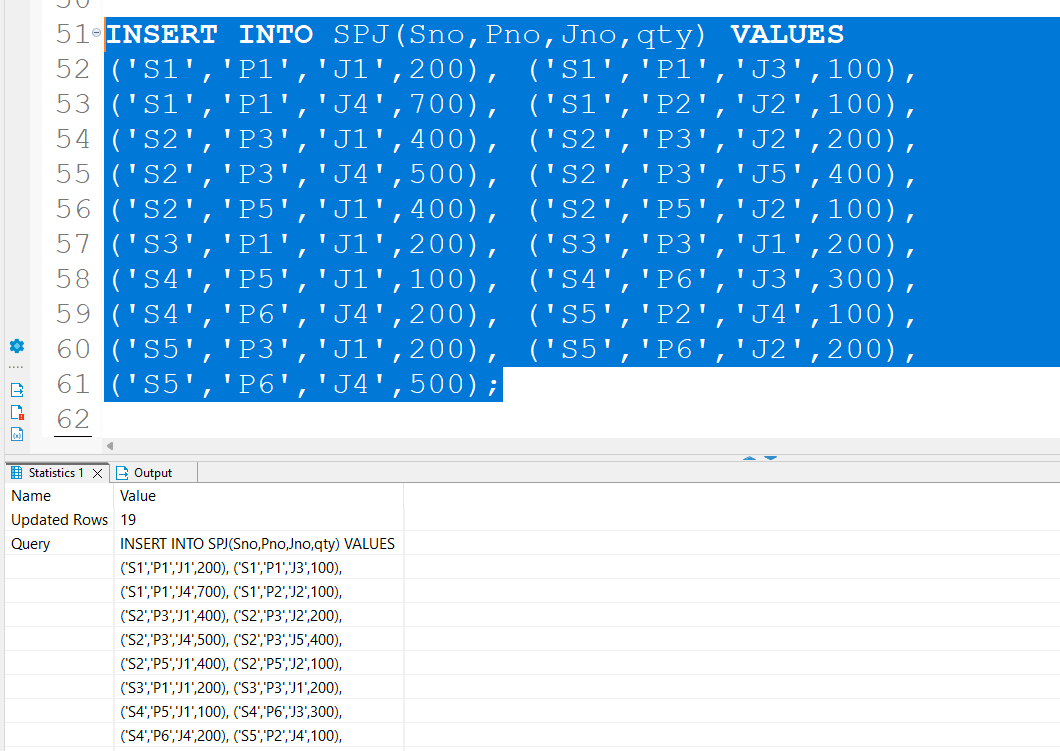 50
51 INSERT INTO SPJ(Sno,Pno,Jno,qty) VALUES
52 ('S1','P1','J1',200), ('S1','P1','J3',100),
53 ('S1','P1','J4',700), ('S1','P2','J2',100),
54 ('S2','P3','J1',400), ('S2','P3','J2',200),
55 ('S2','P3','J4',500), ('S2','P3','J5',400),
56 ('S2','P5','J1',400), ('S2','P5','J2',100),
57 ('S3','P1','J1',200), ('S3','P3','J1',200),
58 ('S4','P5','J1',100), ('S4','P6','J3',300),
59 ('S4','P6','J4',200), ('S5','P2','J4',100),
60 ('S5','P3','J1',200), ('S5','P6','J2',200),
61 ('S5','P6','J4',500);
62
Statistics 1 Output
Name Value
Updated Rows 19
Query INSERT INTO SPJ(Sno,Pno,Jno,qty) VALUES
('S1','P1','J1',200), ('S1','P1','J3',100),
('S1','P1','J4',700), ('S1','P2','J2',100),
('S2','P3','J1',400), ('S2','P3','J2',200),
('S2','P3','J4',500), ('S2','P3','J5',400),
('S2','P5','J1',400), ('S2','P5','J2',100),
('S3','P1','J1',200), ('S3','P3','J1',200),
('S4','P5','J1',100), ('S4','P6','J3',300),
('S4','P6','J4',200), ('S5','P2','J4',100),